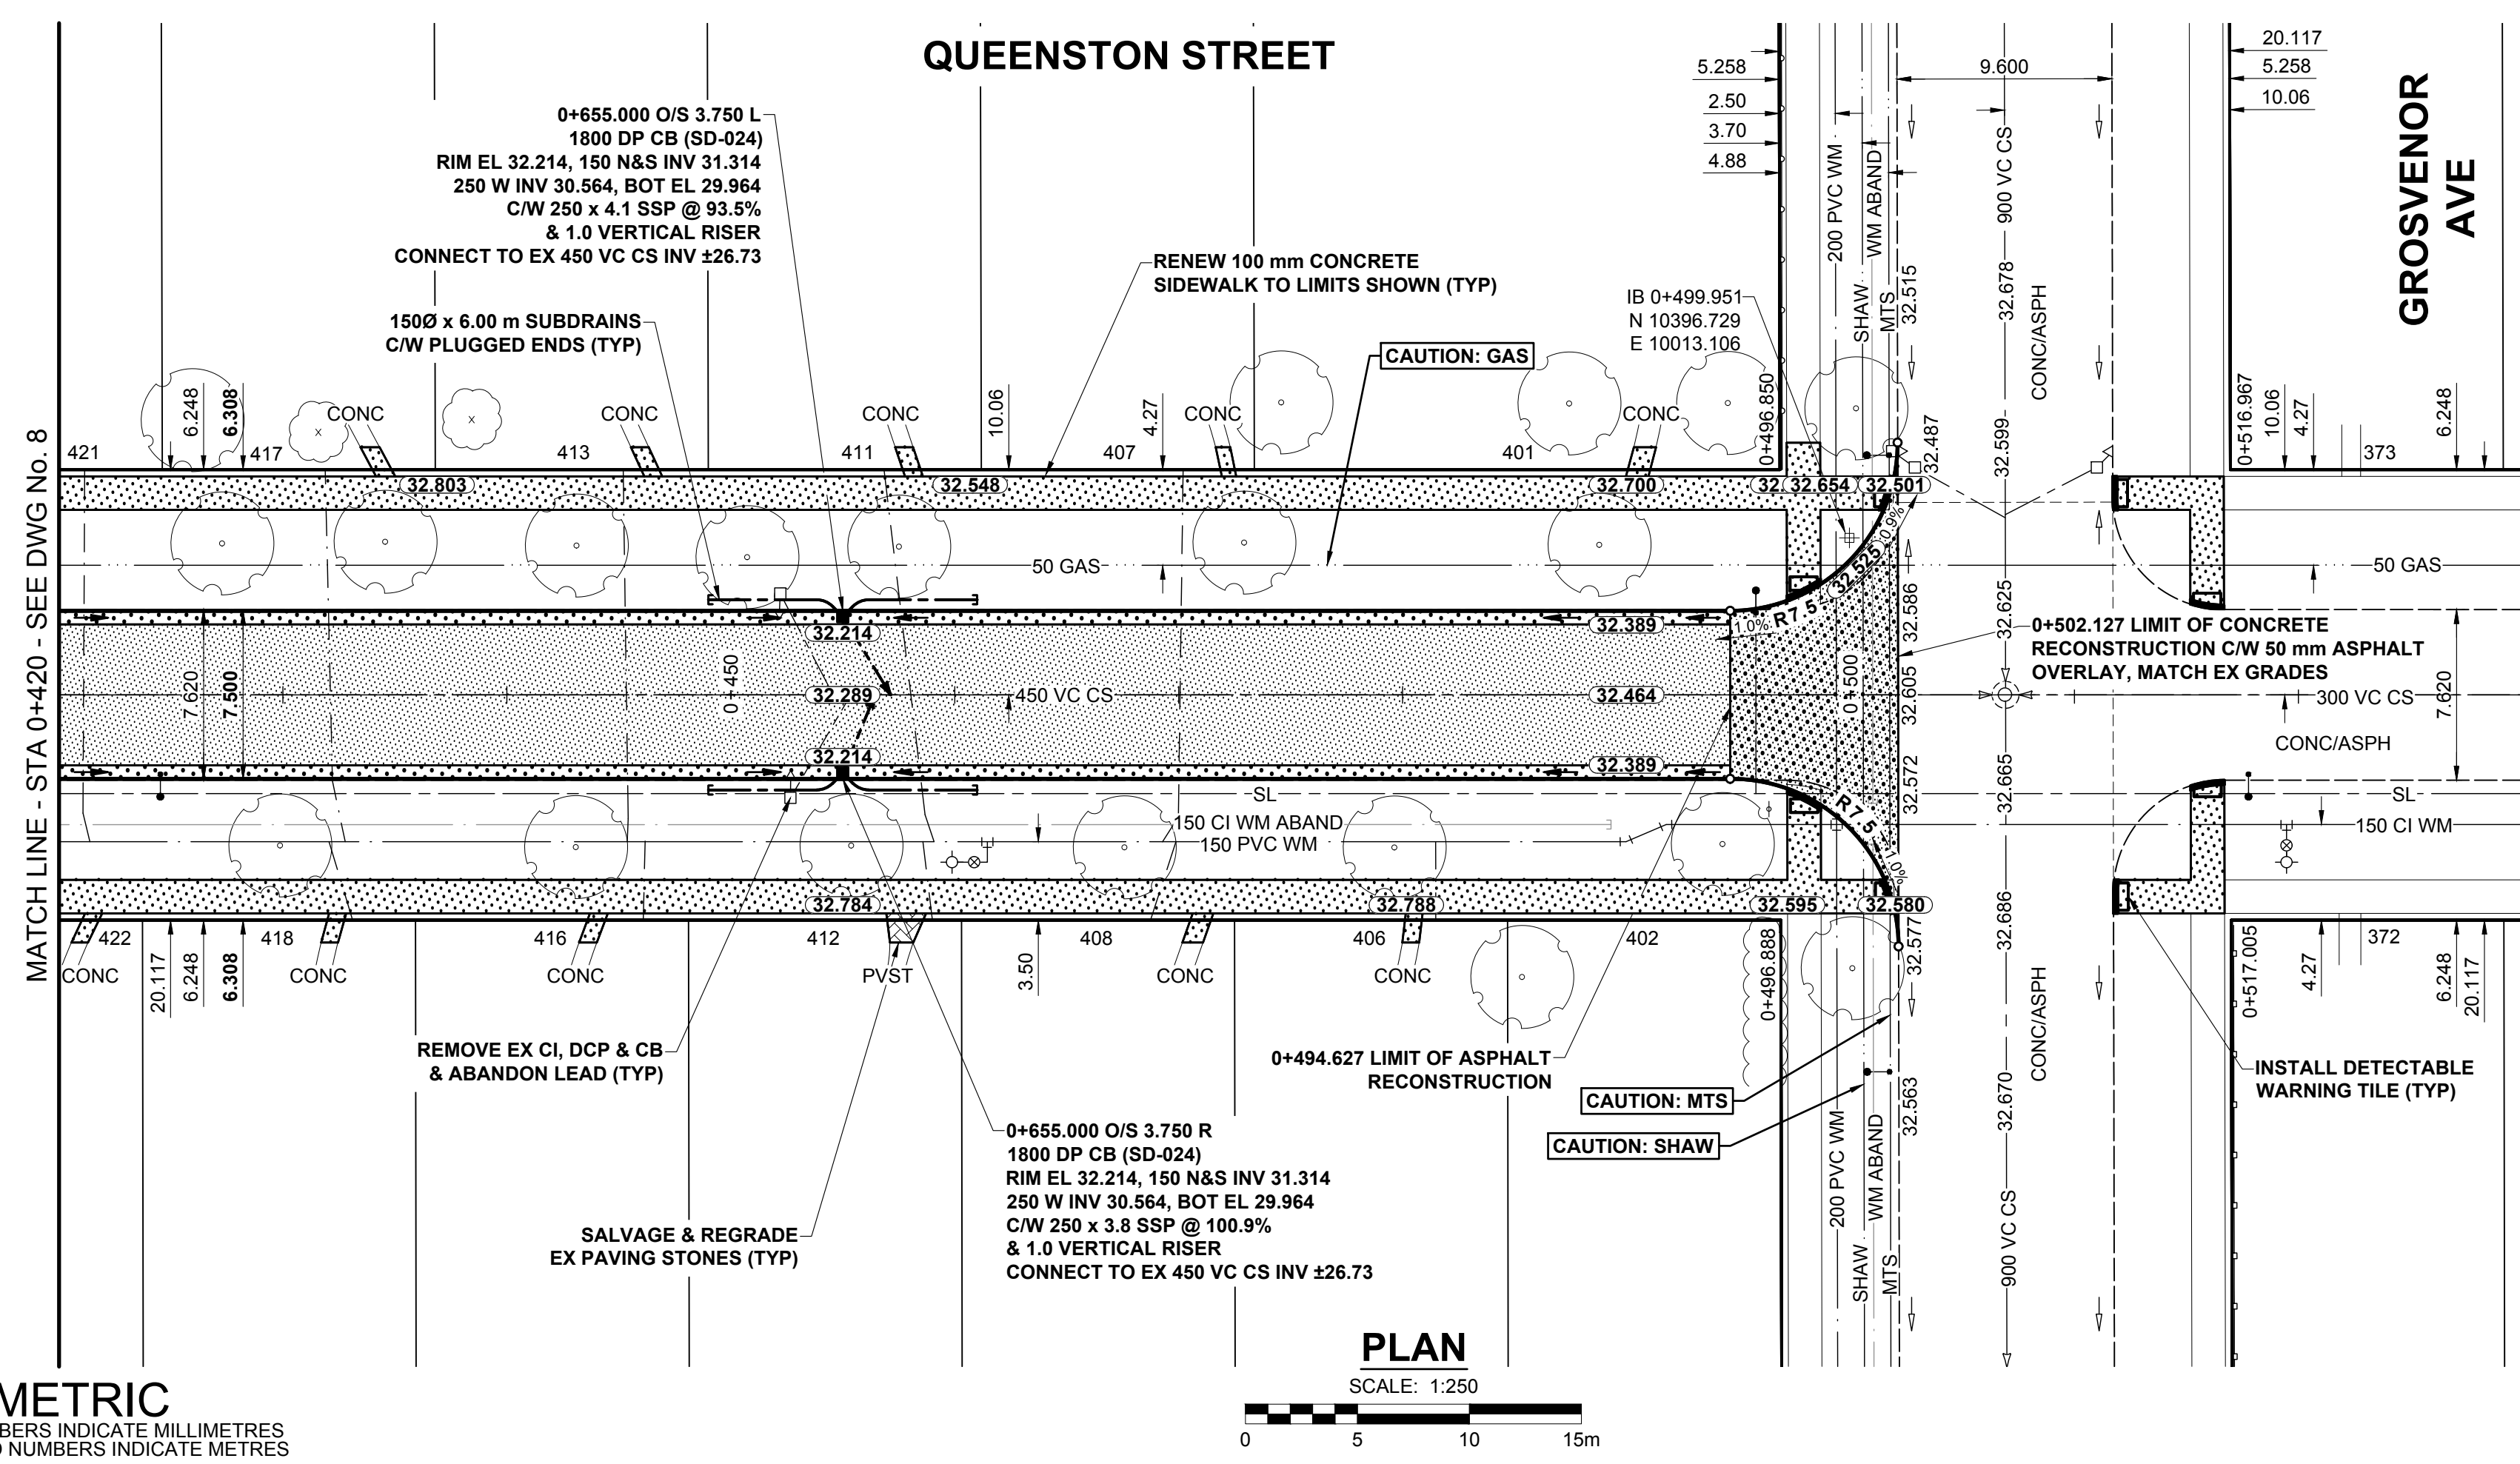 QUEENSTON STREET
GROSVENOR
AVE
0+655.000 O/S 3.750 L
1800 DP CB (SD-024)
RIM EL 32.214, 150 N&S INV 31.314
250 W INV 30.564, BOT EL 29.964
C/W 250 x 4.1 SSP @ 93.5%
& 1.0 VERTICAL RISER
CONNECT TO EX 450 VC CS INV ±26.73
150Ø x 6.00 m SUBDRAINS
C/W PLUGGED ENDS (TYP)
RENEW 100 mm CONCRETE
SIDEWALK TO LIMITS SHOWN (TYP)
CAUTION: GAS
IB 0+499.951
N 10396.729
E 10013.106
5.258
2.50
3.70
4.88
9.600
20.117
5.258
10.06
200 PVC WM
SHAW
WM ABAND
MTS
32.515
900 VC CS
32.678
CONC/ASPH
32.599
32.487
0+496.850
0+516.967
10.06
4.27
6.248
373
MATCH LINE - STA 0+420 - SEE DWG No. 8
421
6.248
6.308
417
CONC
413
CONC
411
CONC
10.06
407
4.27
CONC
401
CONC
32.803
32.548
32.700
32.
32.654
32.501
0.9%
32.525
R7 5
1.0%
50 GAS
50 GAS
32.214
32.389
32.586
32.625
0+502.127 LIMIT OF CONCRETE
RECONSTRUCTION C/W 50 mm ASPHALT
OVERLAY, MATCH EX GRADES
7.620
7.500
0+450
32.289
450 VC CS
32.464
0+500
32.605
300 VC CS
7.620
CONC/ASPH
32.214
32.389
32.572
32.665
SL
SL
R7 5
1.0%
150 CI WM ABAND
150 PVC WM
150 CI WM
32.784
32.788
32.595
32.580
32.577
32.686
422
CONC
20.117
6.248
6.308
418
CONC
416
CONC
412
PVST
3.50
408
CONC
406
CONC
402
0+496.888
CONC/ASPH
0+517.005
4.27
372
6.248
20.117
REMOVE EX CI, DCP & CB
& ABANDON LEAD (TYP)
0+494.627 LIMIT OF ASPHALT
RECONSTRUCTION
CAUTION: MTS
CAUTION: SHAW
INSTALL DETECTABLE
WARNING TILE (TYP)
32.563
32.670
200 PVC WM
SHAW
WM ABAND
MTS
900 VC CS
0+655.000 O/S 3.750 R
1800 DP CB (SD-024)
RIM EL 32.214, 150 N&S INV 31.314
250 W INV 30.564, BOT EL 29.964
C/W 250 x 3.8 SSP @ 100.9%
& 1.0 VERTICAL RISER
CONNECT TO EX 450 VC CS INV ±26.73
SALVAGE & REGRADE
EX PAVING STONES (TYP)
PLAN
SCALE: 1:250
0 5 10 15m
METRIC
BERS INDICATE MILLIMETRES
NUMBERS INDICATE METRES